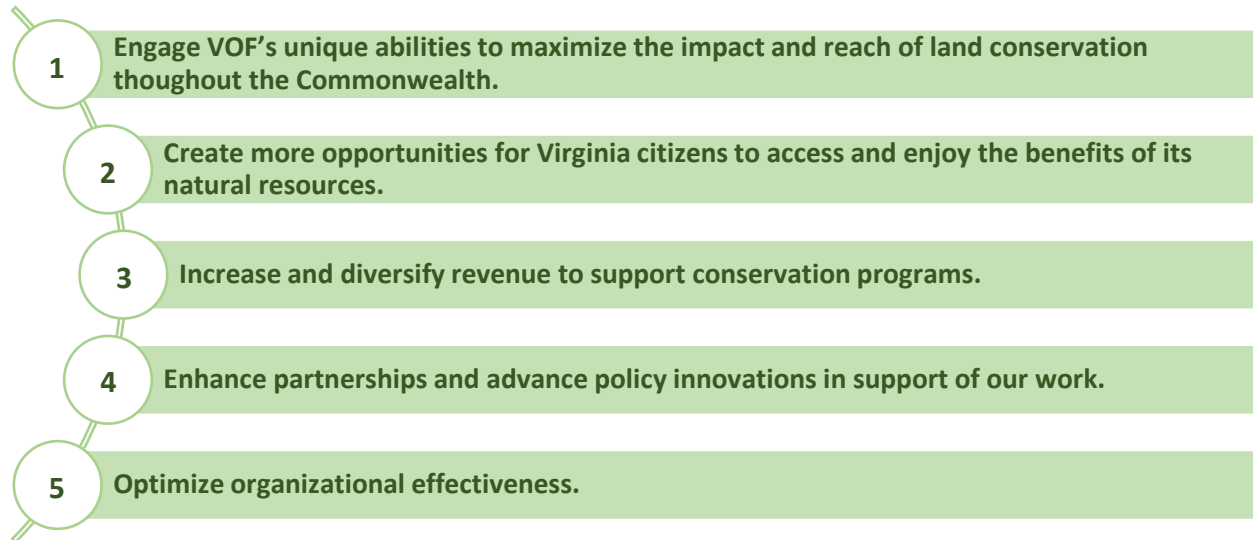 1
Engage VOF's unique abilities to maximize the impact and reach of land conservation
thoughout the Commonwealth.
2
Create more opportunities for Virginia citizens to access and enjoy the benefits of its
natural resources.
3
Increase and diversify revenue to support conservation programs.
4
Enhance partnerships and advance policy innovations in support of our work.
5
Optimize organizational effectiveness.